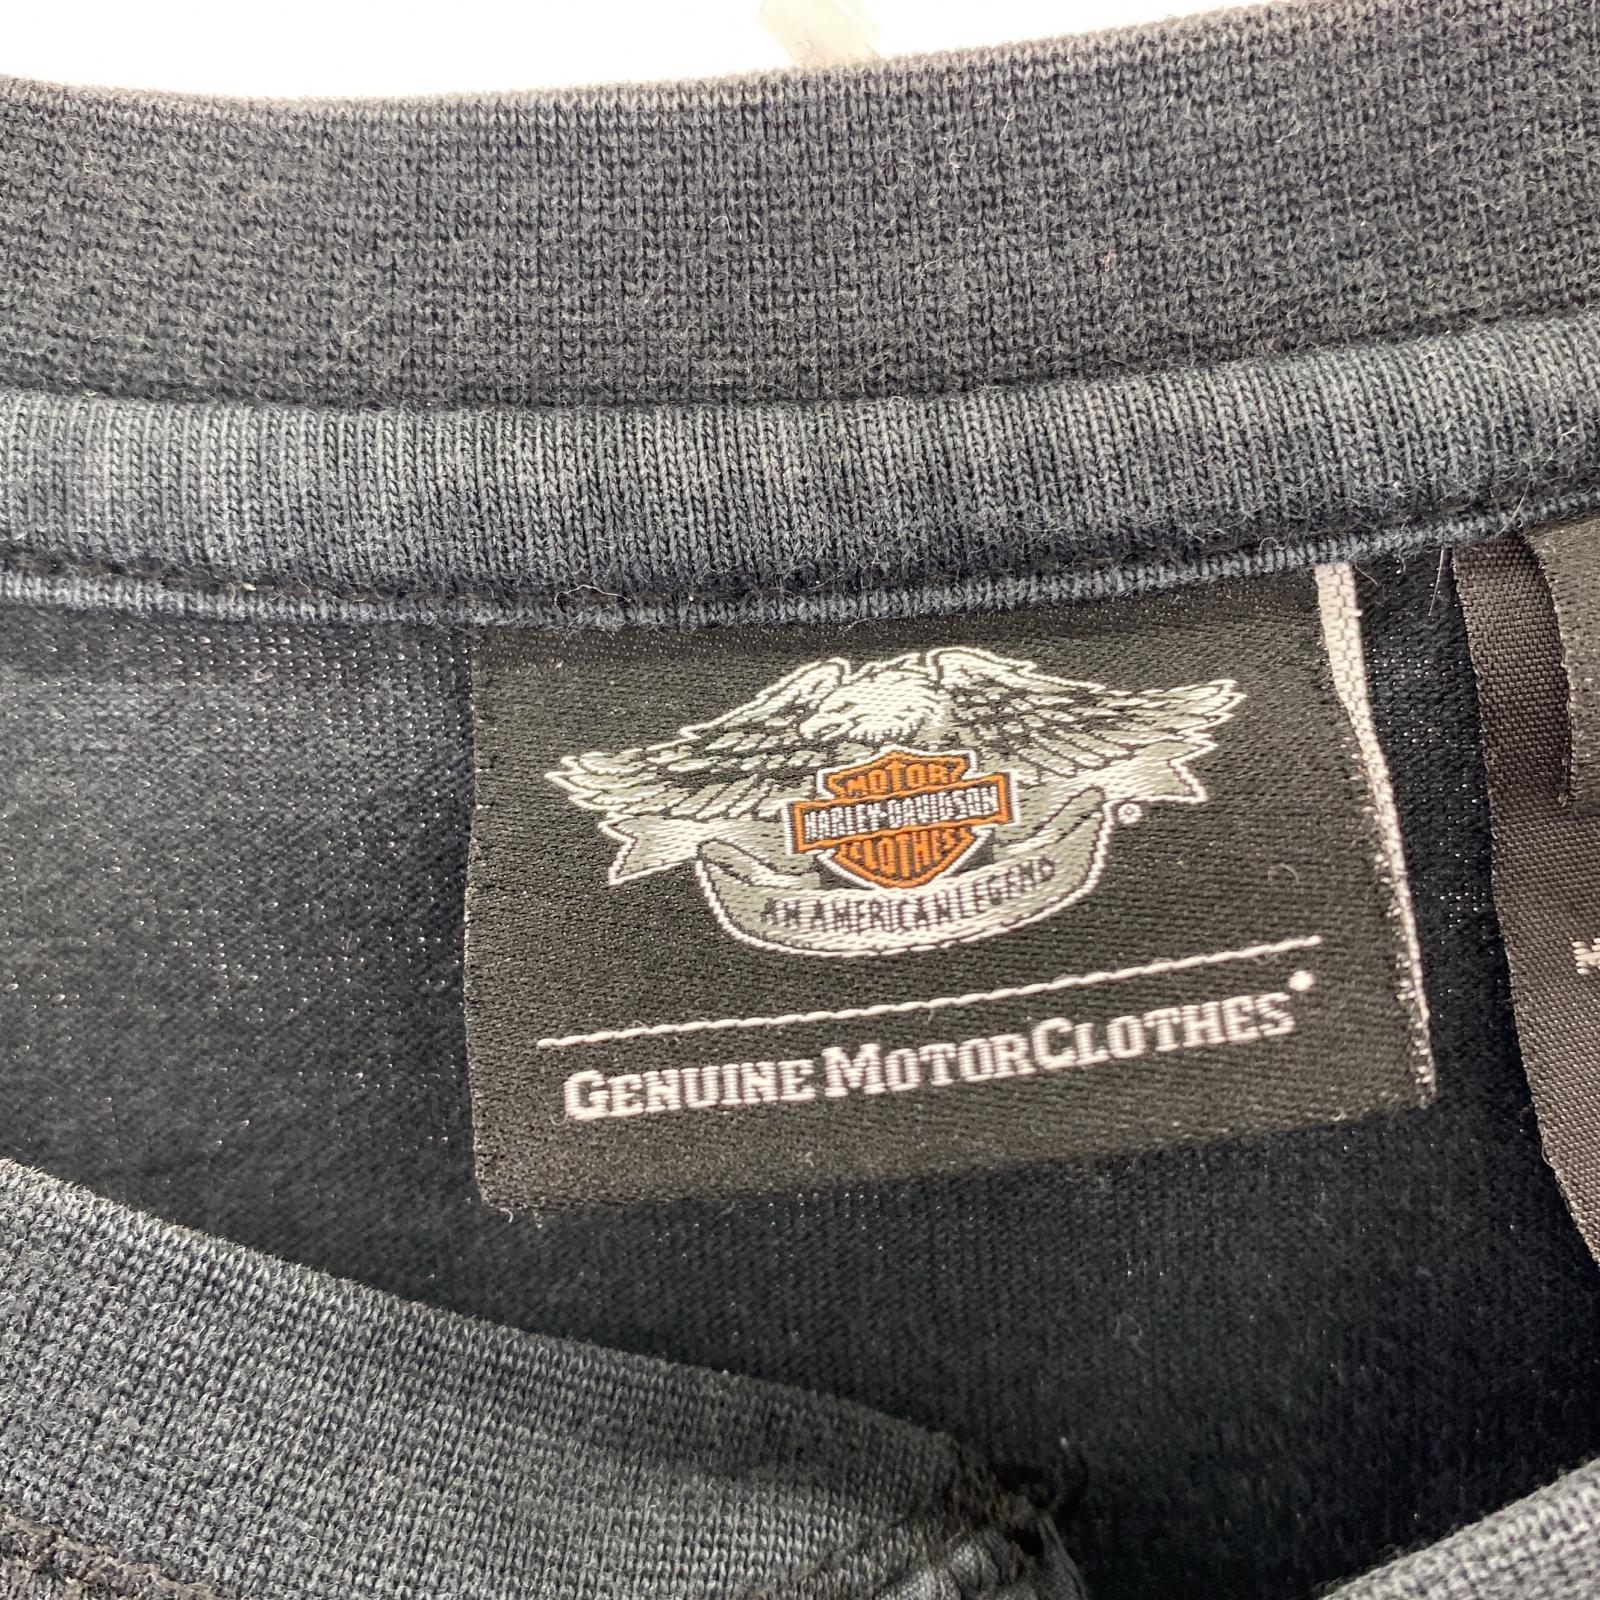 MOTOR
HARLEY-DAVIDSON
CLOTHES
®
AN AMERICAN LEGEND
GENUINE MOTORCLOTHES